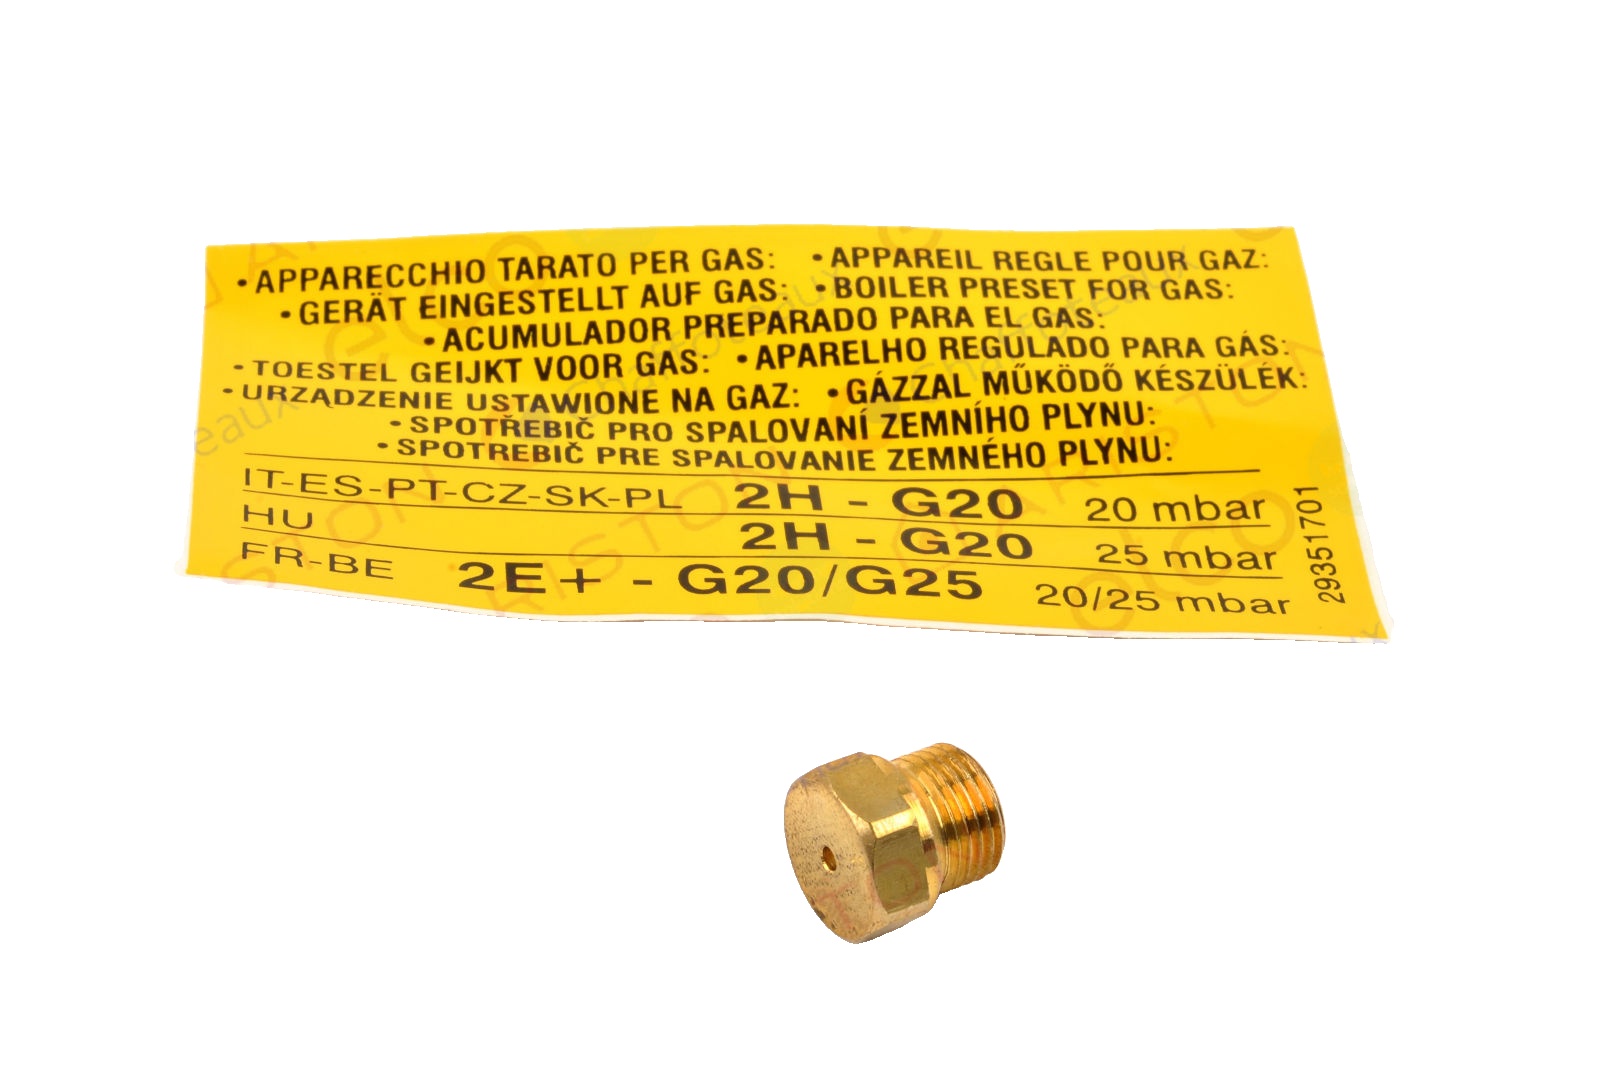 • APPARECCHIO TARATO PER GAS: • APPAREIL REGLE POUR GAZ:
• GERÄT EINGESTELLT AUF GAS: • BOILER PRESET FOR GAS:
• ACUMULADOR PREPARADO PARA EL GAS:
• TOESTEL GEIJKT VOOR GAS: • APARELHO REGULADO PARA GÁS:
• URZĄDZENIE USTAWIONE NA GAZ: • GÁZZAL MŰKÖDŐ KÉSZÜLÉK:
• SPOTŘEBIČ PRO SPALOVANÍ ZEMNÍHO PLYNU:
• SPOTREBIČ PRE SPALOVANIE ZEMNÉHO PLYNU:
IT-ES-PT-CZ-SK-PL 2H - G20 20 mbar
HU 2H - G20 25 mbar
FR-BE 2E+ - G20/G25 20/25 mbar
29351701
elco
Chaffoteaux
ARISTON